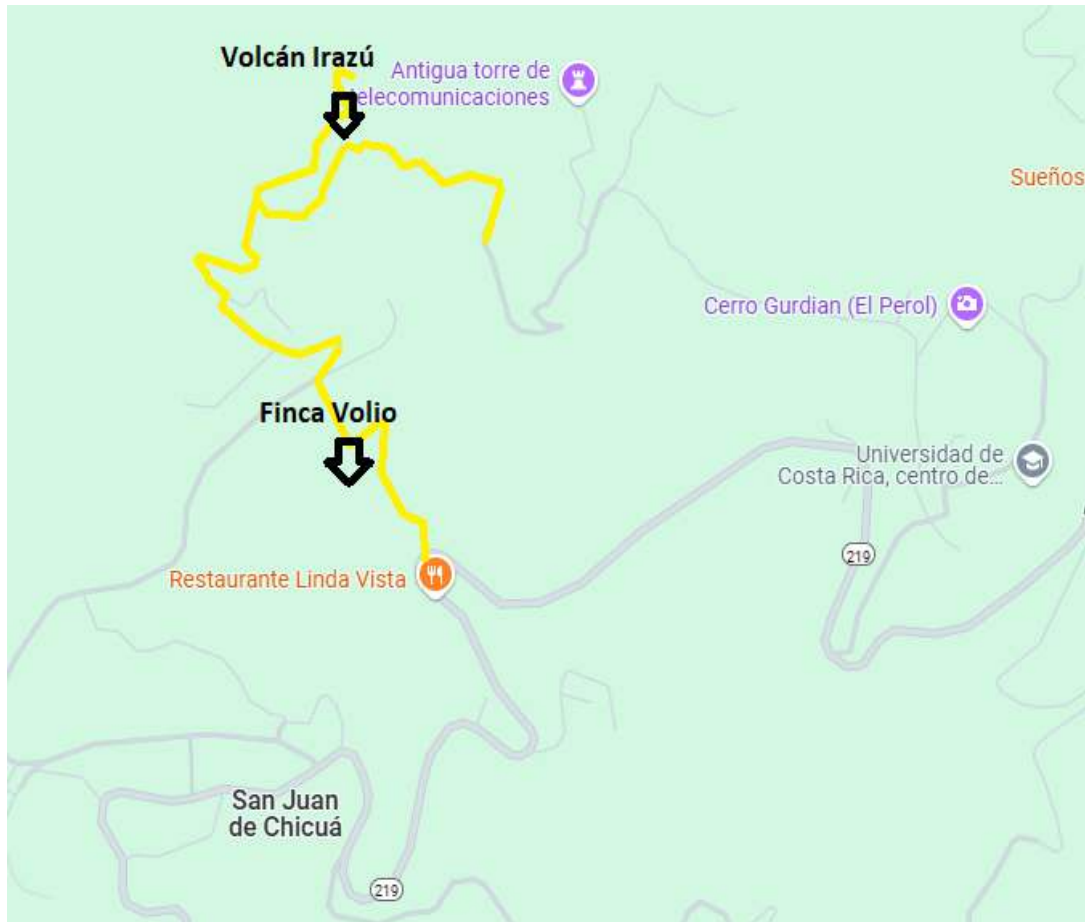 Volcán Irazú
Antigua torre de
telecomunicaciones
Sueños
Cerro Gurdian (El Perol)
Finca Volio
Universidad de
Costa Rica, centro de...
219
Restaurante Linda Vista
San Juan
de Chicuá
219